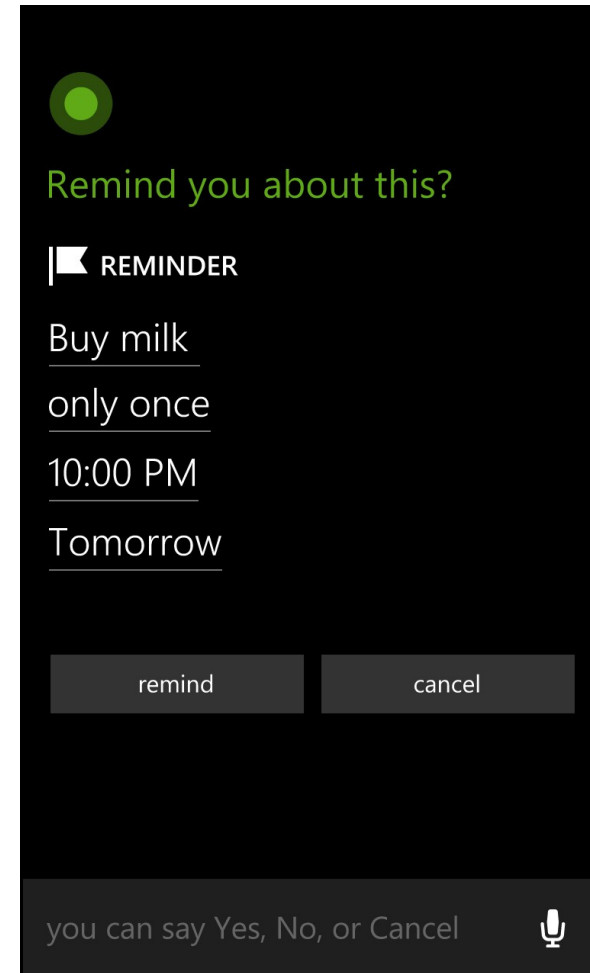 Remind you about this?
REMINDER
Buy milk
only once
10:00 PM
Tomorrow
remind cancel
you can say Yes, No, or Cancel